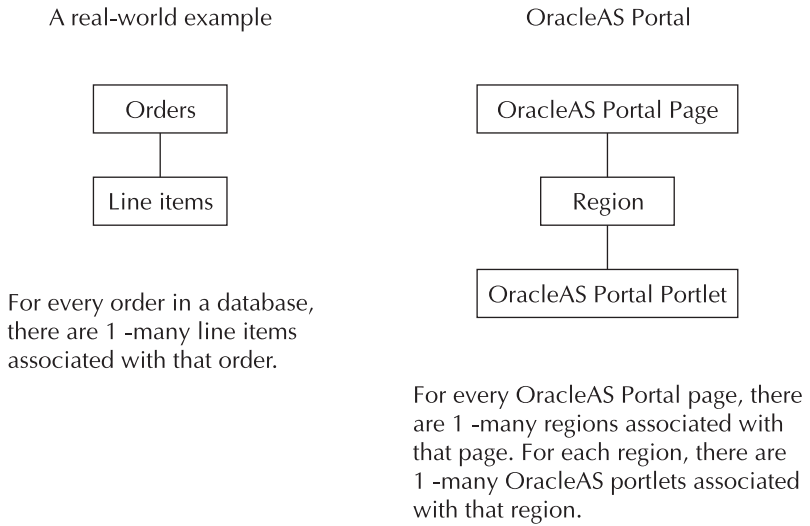 A real-world example
Orders
Line items
For every order in a database,
there are 1 -many line items
associated with that order.
OracleAS Portal
OracleAS Portal Page
Region
OracleAS Portal Portlet
For every OracleAS Portal page, there
are 1 -many regions associated with
that page. For each region, there are
1 -many OracleAS portlets associated
with that region.